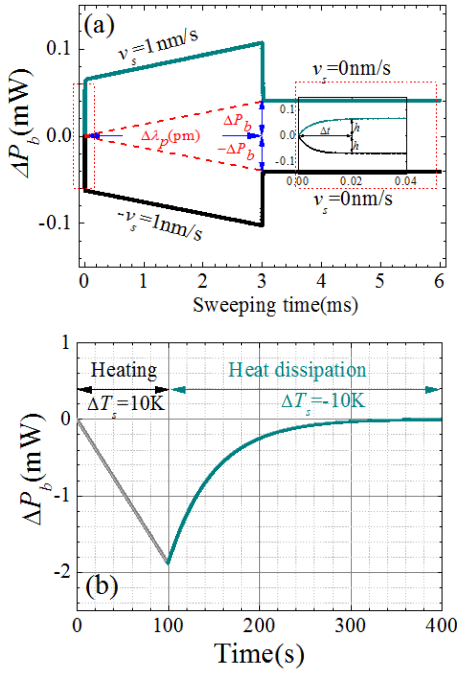 (a)
v_s=1nm/s
v_s=0nm/s
ΔP_b
Δλ_p(pm)
-ΔP_b
-v_s=1nm/s
v_s=0nm/s
0.1
0.0
-0.1
ΔP_b(mW)
0.1
0.0
-0.1
Δt
h
h
0.00
0.02
0.04
0 1 2 3 4 5 6
Sweeping time(ms)
Heating
Heat dissipation
ΔT_s=10K
ΔT_s=-10K
0
-1
-2
ΔP_b(mW)
(b)
0 100 200 300 400
Time(s)